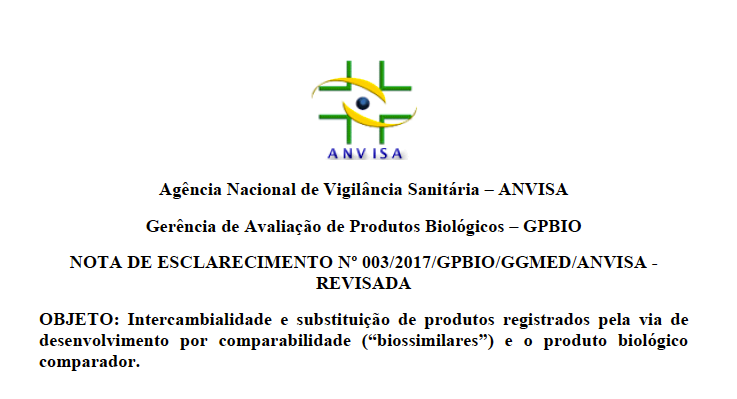 ANVISA
Agência Nacional de Vigilância Sanitária – ANVISA
Gerência de Avaliação de Produtos Biológicos – GPBIO
NOTA DE ESCLARECIMENTO Nº 003/2017/GPBIO/GGMED/ANVISA -
REVISADA
OBJETO: Intercambialidade e substituição de produtos registrados pela via de
desenvolvimento por comparabilidade (“biossimilares”) e o produto biológico
comparador.